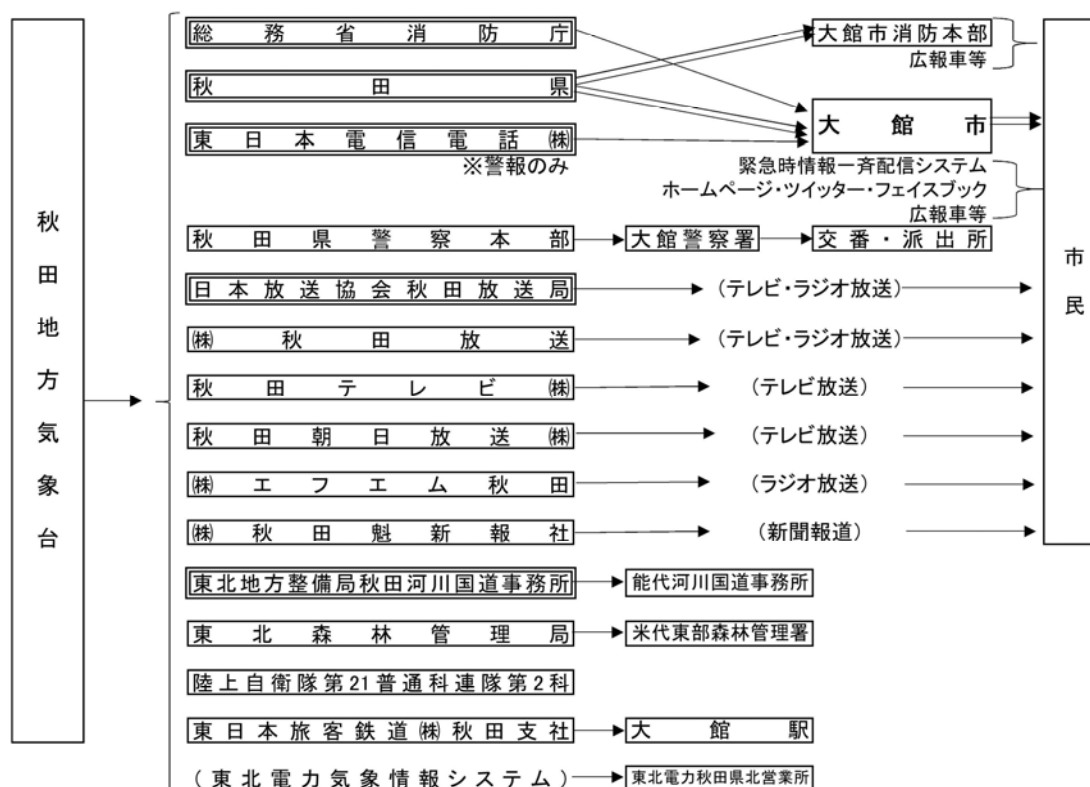 秋田地方気象台
総務省消防庁
大館市消防本部
広報車等
秋田県
大館市
東日本電信電話㈱
※警報のみ
緊急時情報一斉配信システム
ホームページ・ツイッター・フェイスブック
広報車等
秋田県警察本部
大館警察署
交番・派出所
市民
日本放送協会秋田放送局
(テレビ・ラジオ放送)
㈱秋田放送
(テレビ・ラジオ放送)
秋田テレビ㈱
(テレビ放送)
秋田朝日放送㈱
(テレビ放送)
㈱エフエム秋田
(ラジオ放送)
㈱秋田魁新報社
(新聞報道)
東北地方整備局秋田河川国道事務所
能代河川国道事務所
東北森林管理局
米代東部森林管理署
陸上自衛隊第21普通科連隊第2科
東日本旅客鉄道㈱秋田支社
大館駅
(東北電力気象情報システム)
東北電力秋田県北営業所